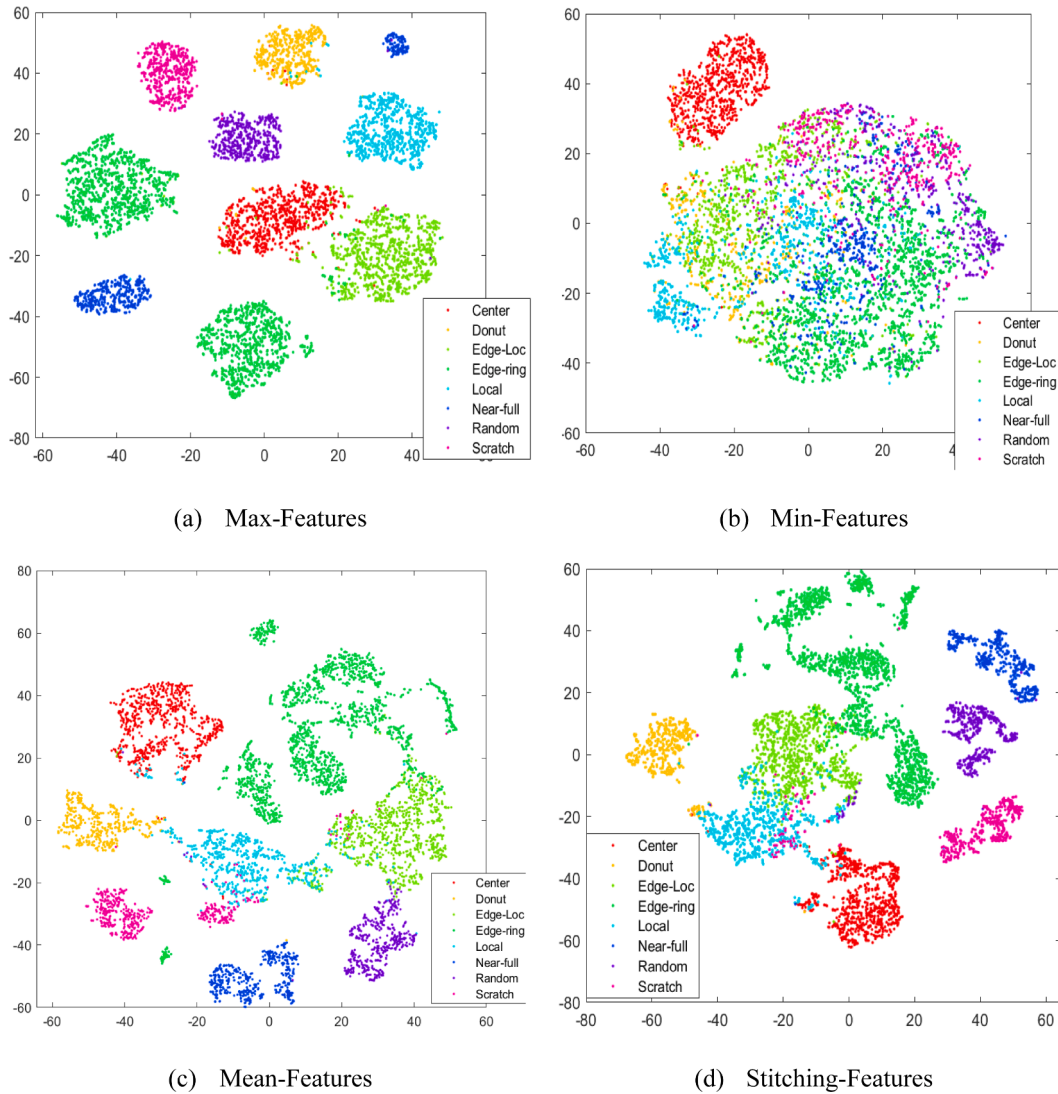 60
40
20
0
-20
-40
-60
-80
-60
-40
-20
0
20
40
Center
Donut
Edge-Loc
Edge-ring
Local
Near-full
Random
Scratch
(a) Max-Features
60
40
20
0
-20
-40
-60
-60
-40
-20
0
20
Center
Donut
Edge-Loc
Edge-ring
Local
Near-full
Random
Scratch
(b) Min-Features
80
60
40
20
0
-20
-40
-60
-60
-40
-20
0
20
40
60
Center
Donut
Edge-Loc
Edge-ring
Local
Near-full
Random
Scratch
(c) Mean-Features
60
40
20
0
-20
-40
-60
-80
-80
-60
-40
-20
0
20
40
60
Center
Donut
Edge-Loc
Edge-ring
Local
Near-full
Random
Scratch
(d) Stitching-Features